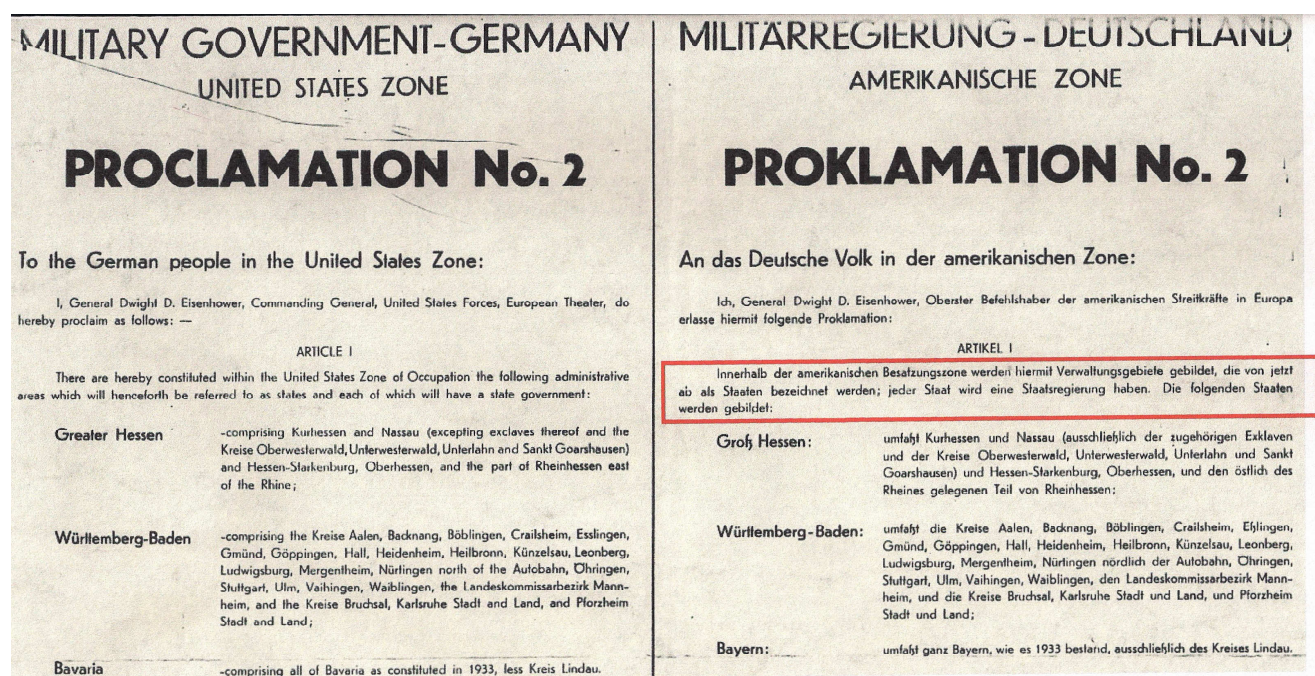 MILITARY GOVERNMENT-GERMANY
UNITED STATES ZONE
PROCLAMATION No. 2
To the German people in the United States Zone:
I, General Dwight D. Eisenhower, Commanding General, United States Forces, European Theater, do
hereby proclaim as follows: —
ARTICLE I
There are hereby constituted within the United States Zone of Occupation the following administrative
areas which will henceforth be referred to as states and each of which will have a state government:
Greater Hessen -comprising Kurhessen and Nassau (excepting exclaves thereof and the
Kreise Oberwesterwald, Unterwesterwald, Unterlahn and Sankt Goarshausen)
and Hessen-Starkenburg, Oberhessen, and the part of Rheinhessen east
of the Rhine;
Württemberg-Baden -comprising the Kreise Aalen, Backnang, Böblingen, Crailsheim, Esslingen,
Gmünd, Göppingen, Hall, Heidenheim, Heilbronn, Künzelsau, Leonberg,
Ludwigsburg, Mergentheim, Nürtingen north of the Autobahn, Öhringen,
Stuttgart, Ulm, Vaihingen, Waiblingen, the Landeskommissarbezirk Mann-
heim, and the Kreise Bruchsal, Karlsruhe Stadt and Land, and Pforzheim
Stadt and Land;
Bavaria -comprising all of Bavaria as constituted in 1933, less Kreis Lindau.
MILITÄRREGIERUNG - DEUTSCHLAND
AMERIKANISCHE ZONE
PROKLAMATION No. 2
An das Deutsche Volk in der amerikanischen Zone:
Ich, General Dwight D. Eisenhower, Oberster Befehlshaber der amerikanischen Streitkräfte in Europa
erlasse hiermit folgende Proklamation:
ARTIKEL I
Innerhalb der amerikanischen Besatzungszone werden hiermit Verwaltungsgebiete gebildet, die von jetzt
ab als Staaten bezeichnet werden; jeder Staat wird eine Staatsregierung haben. Die folgenden Staaten
werden gebildet:
Groß Hessen: umfaßt Kurhessen und Nassau (ausschließlich der zugehörigen Exklaven
und der Kreise Oberwesterwald, Unterwesterwald, Unterlahn und Sankt
Goarshausen) und Hessen-Starkenburg, Oberhessen, und den östlich des
Rheines gelegenen Teil von Rheinhessen;
Württemberg-Baden: umfaßt die Kreise Aalen, Backnang, Böblingen, Crailsheim, Eßlingen,
Gmünd, Göppingen, Hall, Heidenheim, Heilbronn, Künzelsau, Leonberg,
Ludwigsburg, Mergentheim, Nürtingen nördlich der Autobahn, Öhringen,
Stuttgart, Ulm, Vaihingen, Waiblingen, den Landeskommissarbezirk Mann-
heim, und die Kreise Bruchsal, Karlsruhe Stadt und Land, und Pforzheim
Stadt und Land;
Bayern: umfaßt ganz Bayern, wie es 1933 bestand, ausschließlich des Kreises Lindau.